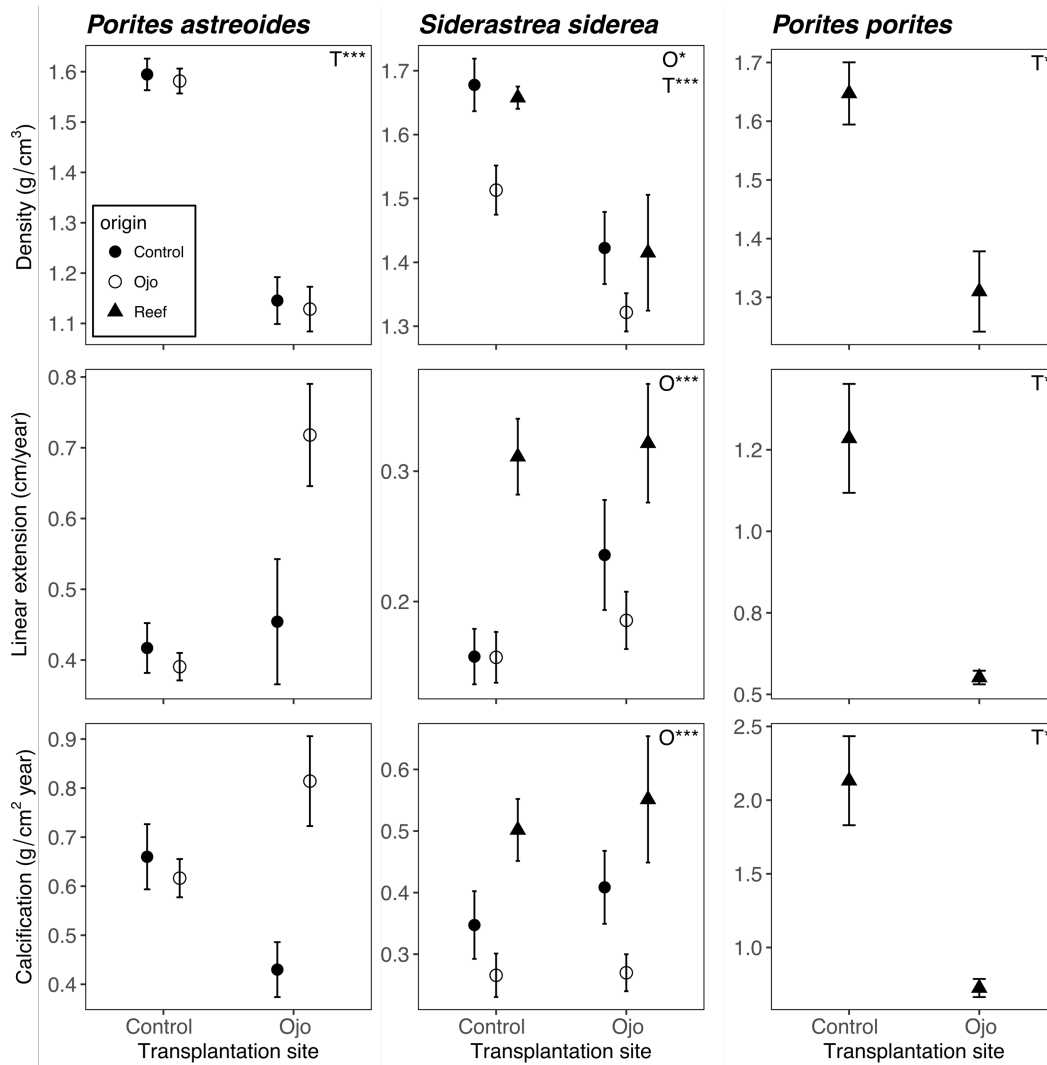 Porites astreoides
Siderastrea siderea
Porites porites
Density (g/cm³)
1.6
1.5
1.4
1.3
1.2
1.1
T***
origin
Control
Ojo
Reef
1.7
1.6
1.5
1.4
1.3
O*
T***
1.7
1.6
1.5
1.4
1.3
T*
Linear extension (cm/year)
0.8
0.7
0.6
0.5
0.4
0.3
0.2
O***
1.2
1.0
0.8
0.5
T*
Calcification (g/cm² year)
0.9
0.8
0.7
0.6
0.5
0.4
0.6
0.5
0.4
0.3
O***
2.5
2.0
1.5
1.0
T*
Control Ojo
Transplantation site
Control Ojo
Transplantation site
Control Ojo
Transplantation site